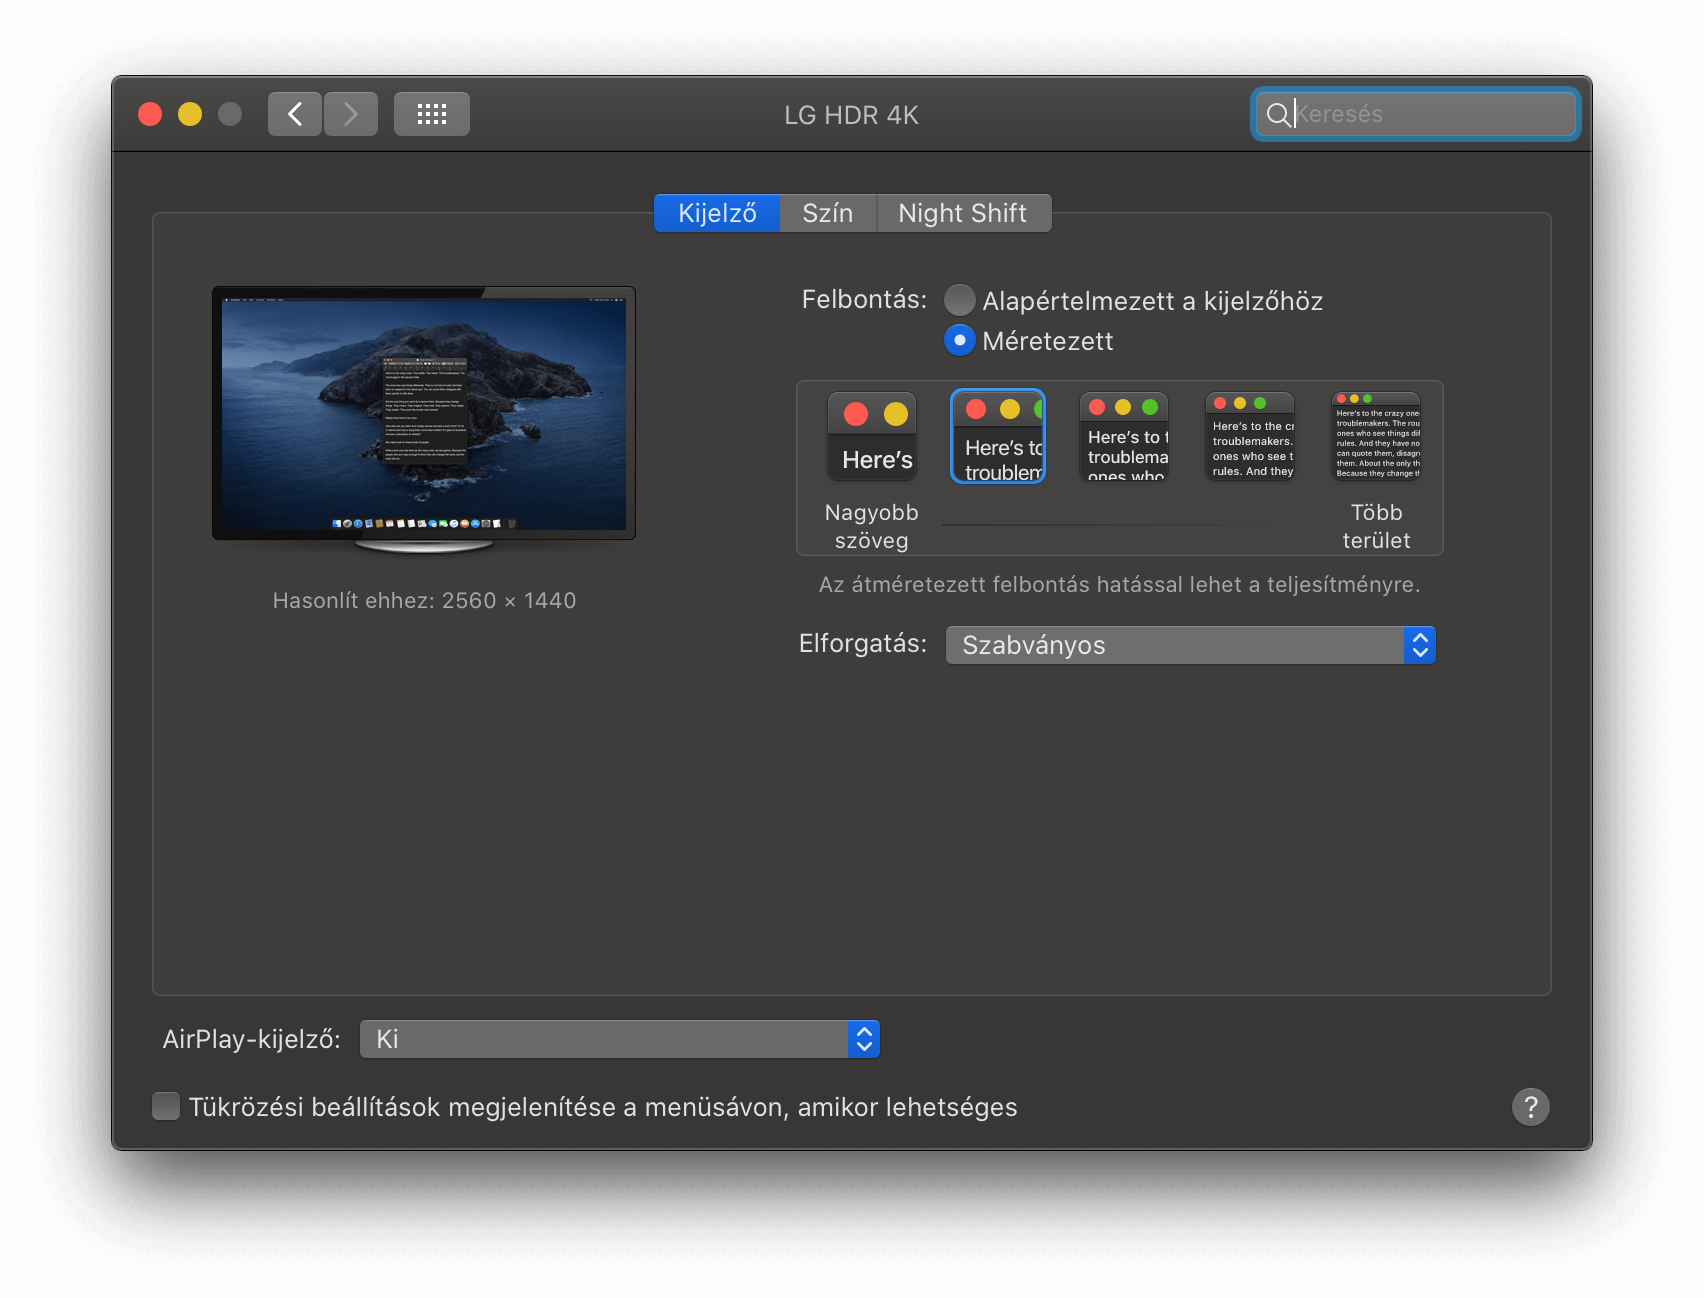 LG HDR 4K
Keresés
Kijelző
Szín
Night Shift
Felbontás:
Alapértelmezett a kijelzőhöz
Méretezett
Here's
Here's to
troublem
Here's to t
troublema
ones who
Here's to the cr
troublemakers.
ones who see t
rules. And they
Here's to the crazy one
troublemakers. The rou
ones who see things dif
rules. And they have no
can quote them, disagr
them. About the only th
Because they change t
Nagyobb
szöveg
Több
terület
Az átméretezett felbontás hatással lehet a teljesítményre.
Hasonlít ehhez: 2560 × 1440
Elforgatás:
Szabványos
AirPlay-kijelző:
Ki
Tükrözési beállítások megjelenítése a menüsávon, amikor lehetséges
?